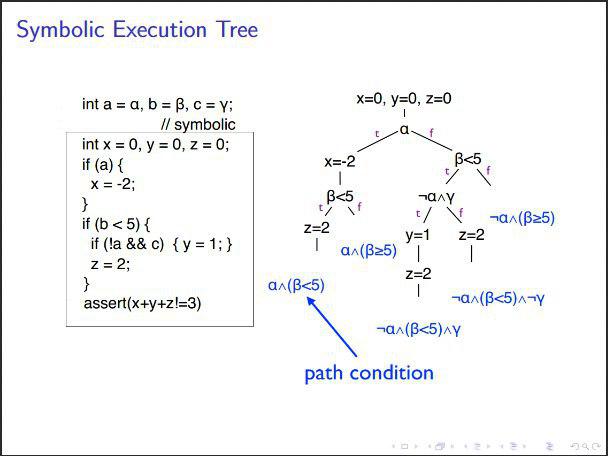 Symbolic Execution Tree
int a = α, b = β, c = γ;
// symbolic
int x = 0, y = 0, z = 0;
if (a) {
x = -2;
}
if (b < 5) {
if (!a && c) { y = 1; }
z = 2;
}
assert(x+y+z!=3)
x=0, y=0, z=0
t α f
x=-2 β<5
t f
β<5 ¬α∧γ
t f t f ¬α∧(β≥5)
z=2 y=1 z=2
α∧(β≥5)
z=2
α∧(β<5)
¬α∧(β<5)∧¬γ
¬α∧(β<5)∧γ
path condition